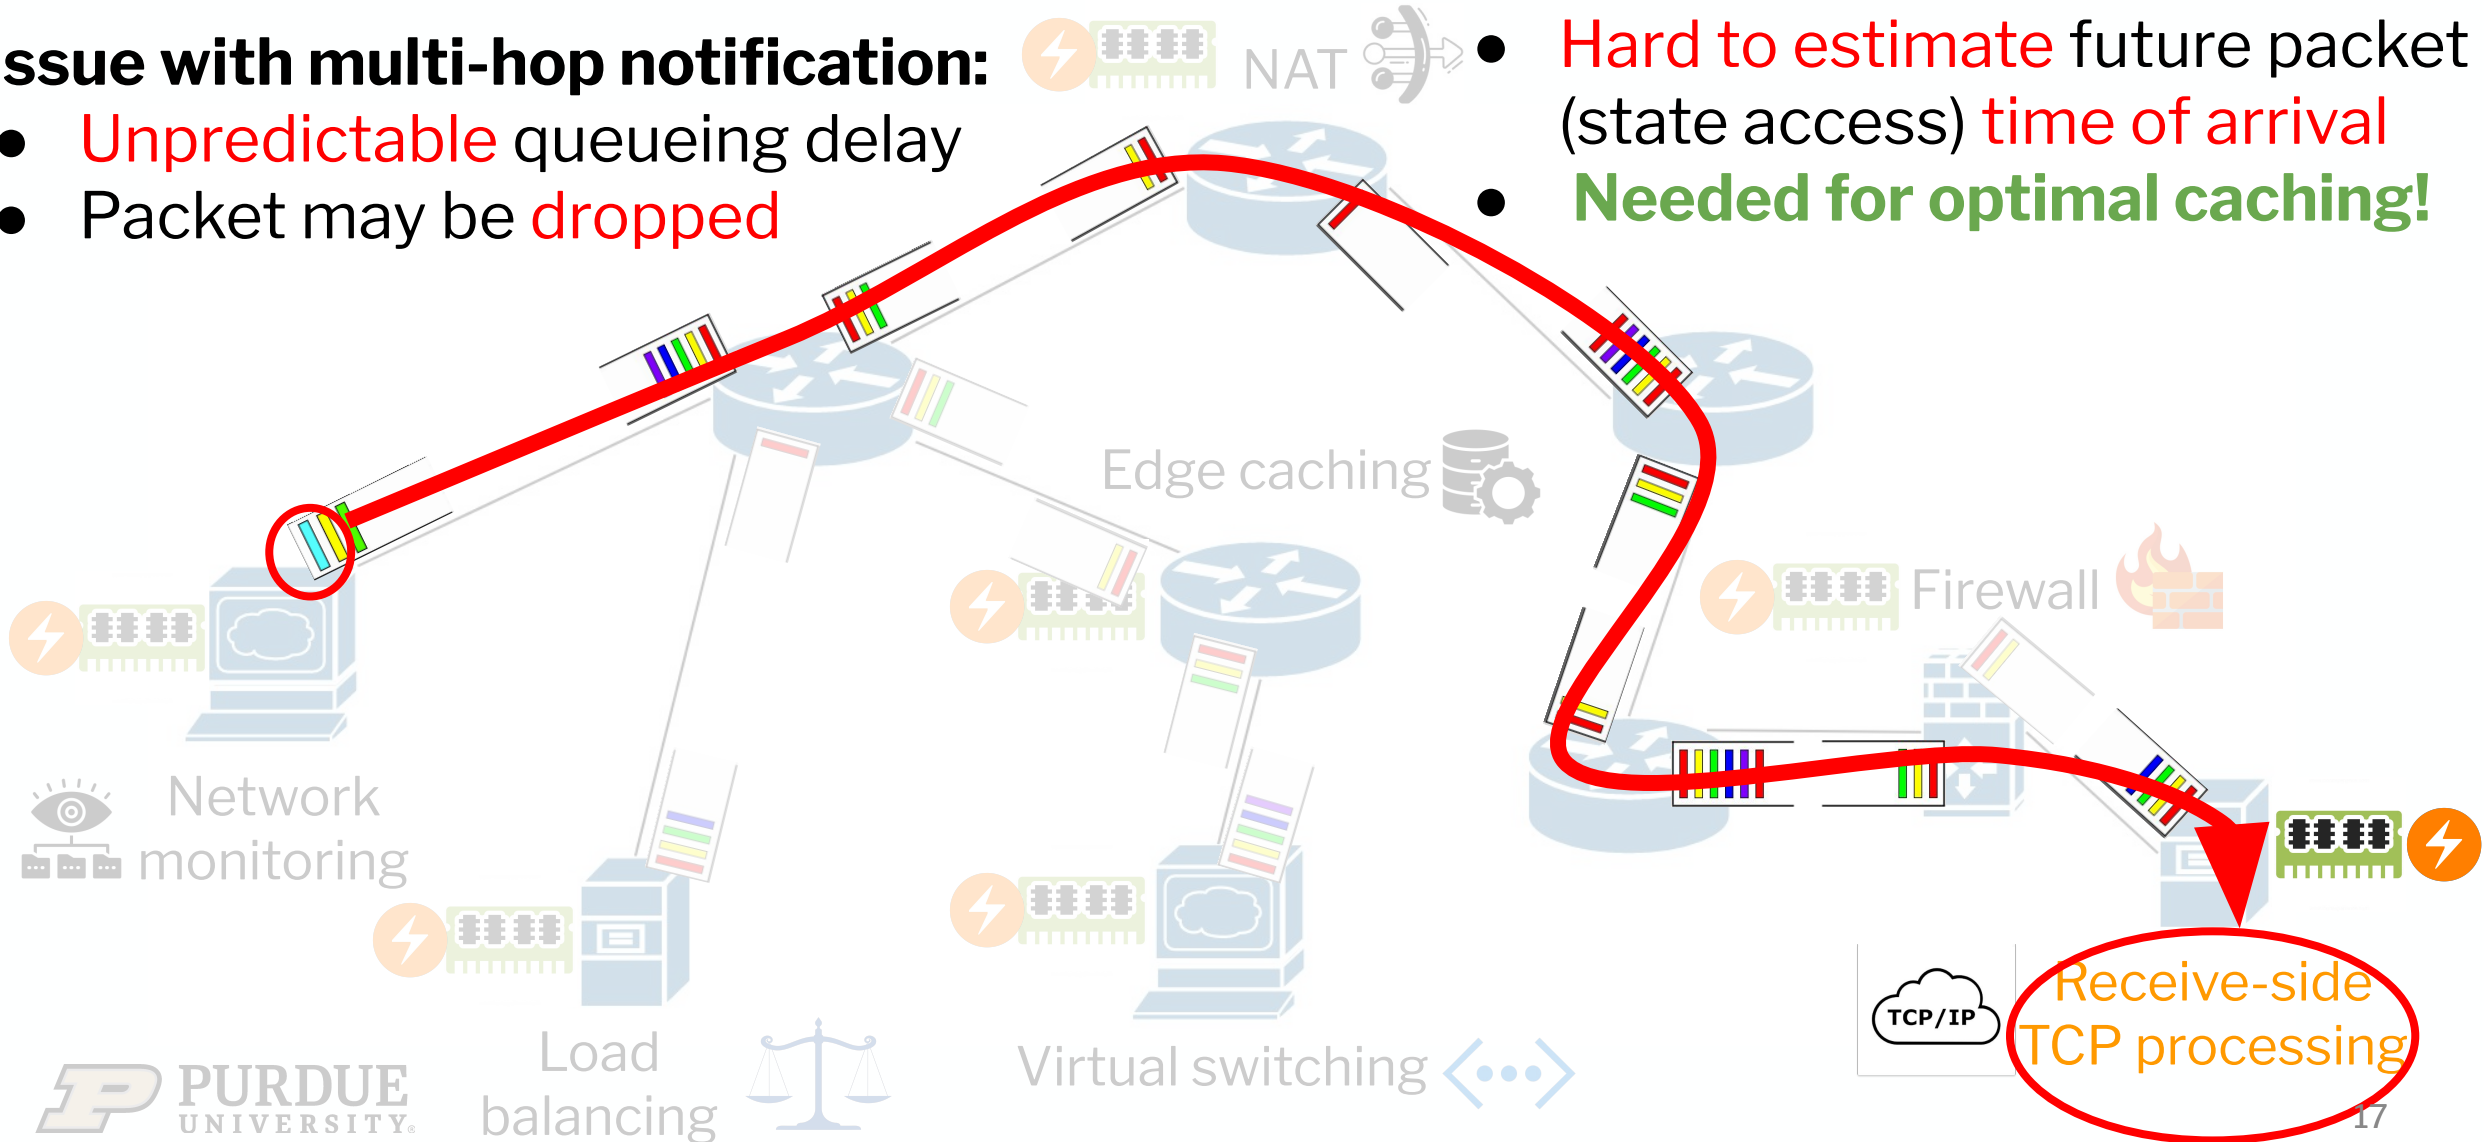 ssue with multi-hop notification:
● Unpredictable queueing delay
● Packet may be dropped
NAT
● Hard to estimate future packet
(state access) time of arrival
● Needed for optimal caching!
Edge caching
Firewall
Network
monitoring
Load
balancing
Virtual switching
TCP/IP
Receive-side
TCP processing
PURDUE
UNIVERSITY®
17